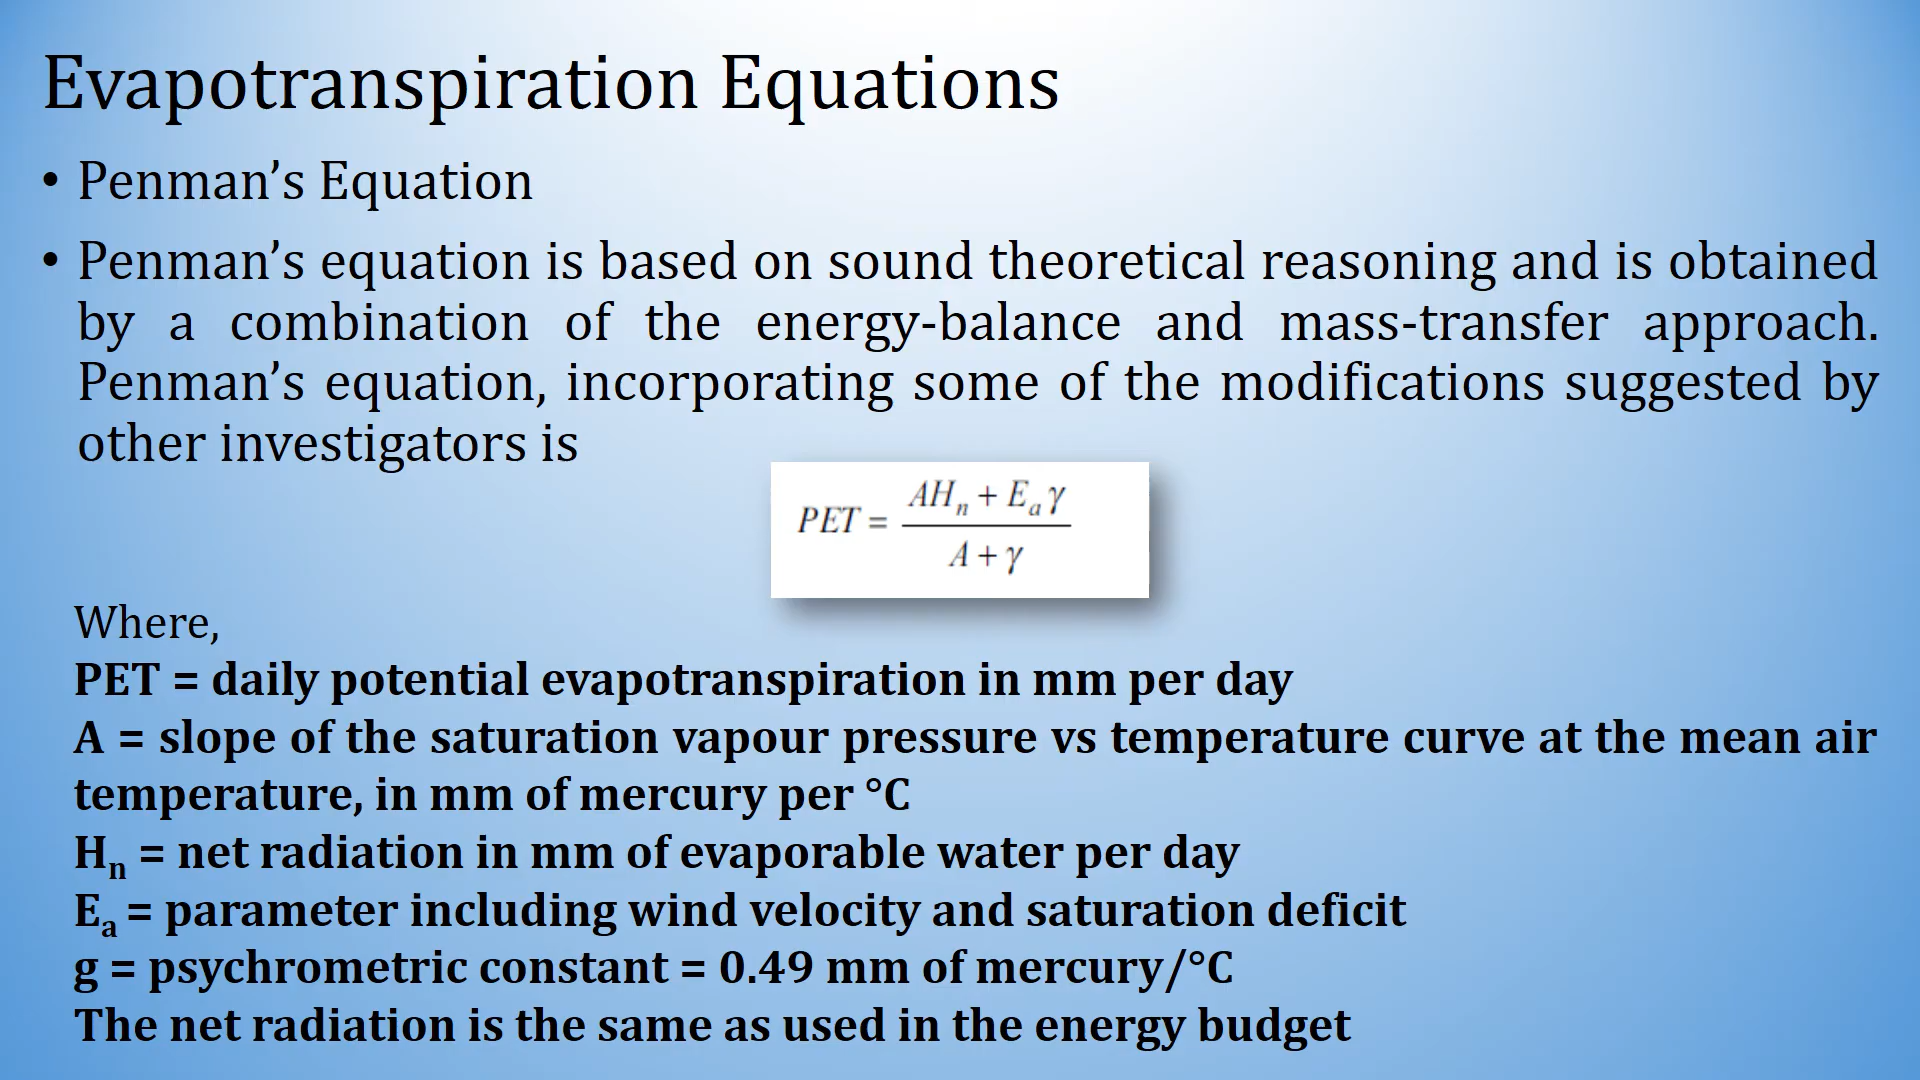 Evapotranspiration Equations
• Penman’s Equation
• Penman’s equation is based on sound theoretical reasoning and is obtained
by a combination of the energy-balance and mass-transfer approach.
Penman’s equation, incorporating some of the modifications suggested by
other investigators is
PET = (AHₙ + Eₐ γ) / (A + γ)
Where,
PET = daily potential evapotranspiration in mm per day
A = slope of the saturation vapour pressure vs temperature curve at the mean air
temperature, in mm of mercury per °C
Hₙ = net radiation in mm of evaporable water per day
Eₐ = parameter including wind velocity and saturation deficit
g = psychrometric constant = 0.49 mm of mercury/°C
The net radiation is the same as used in the energy budget